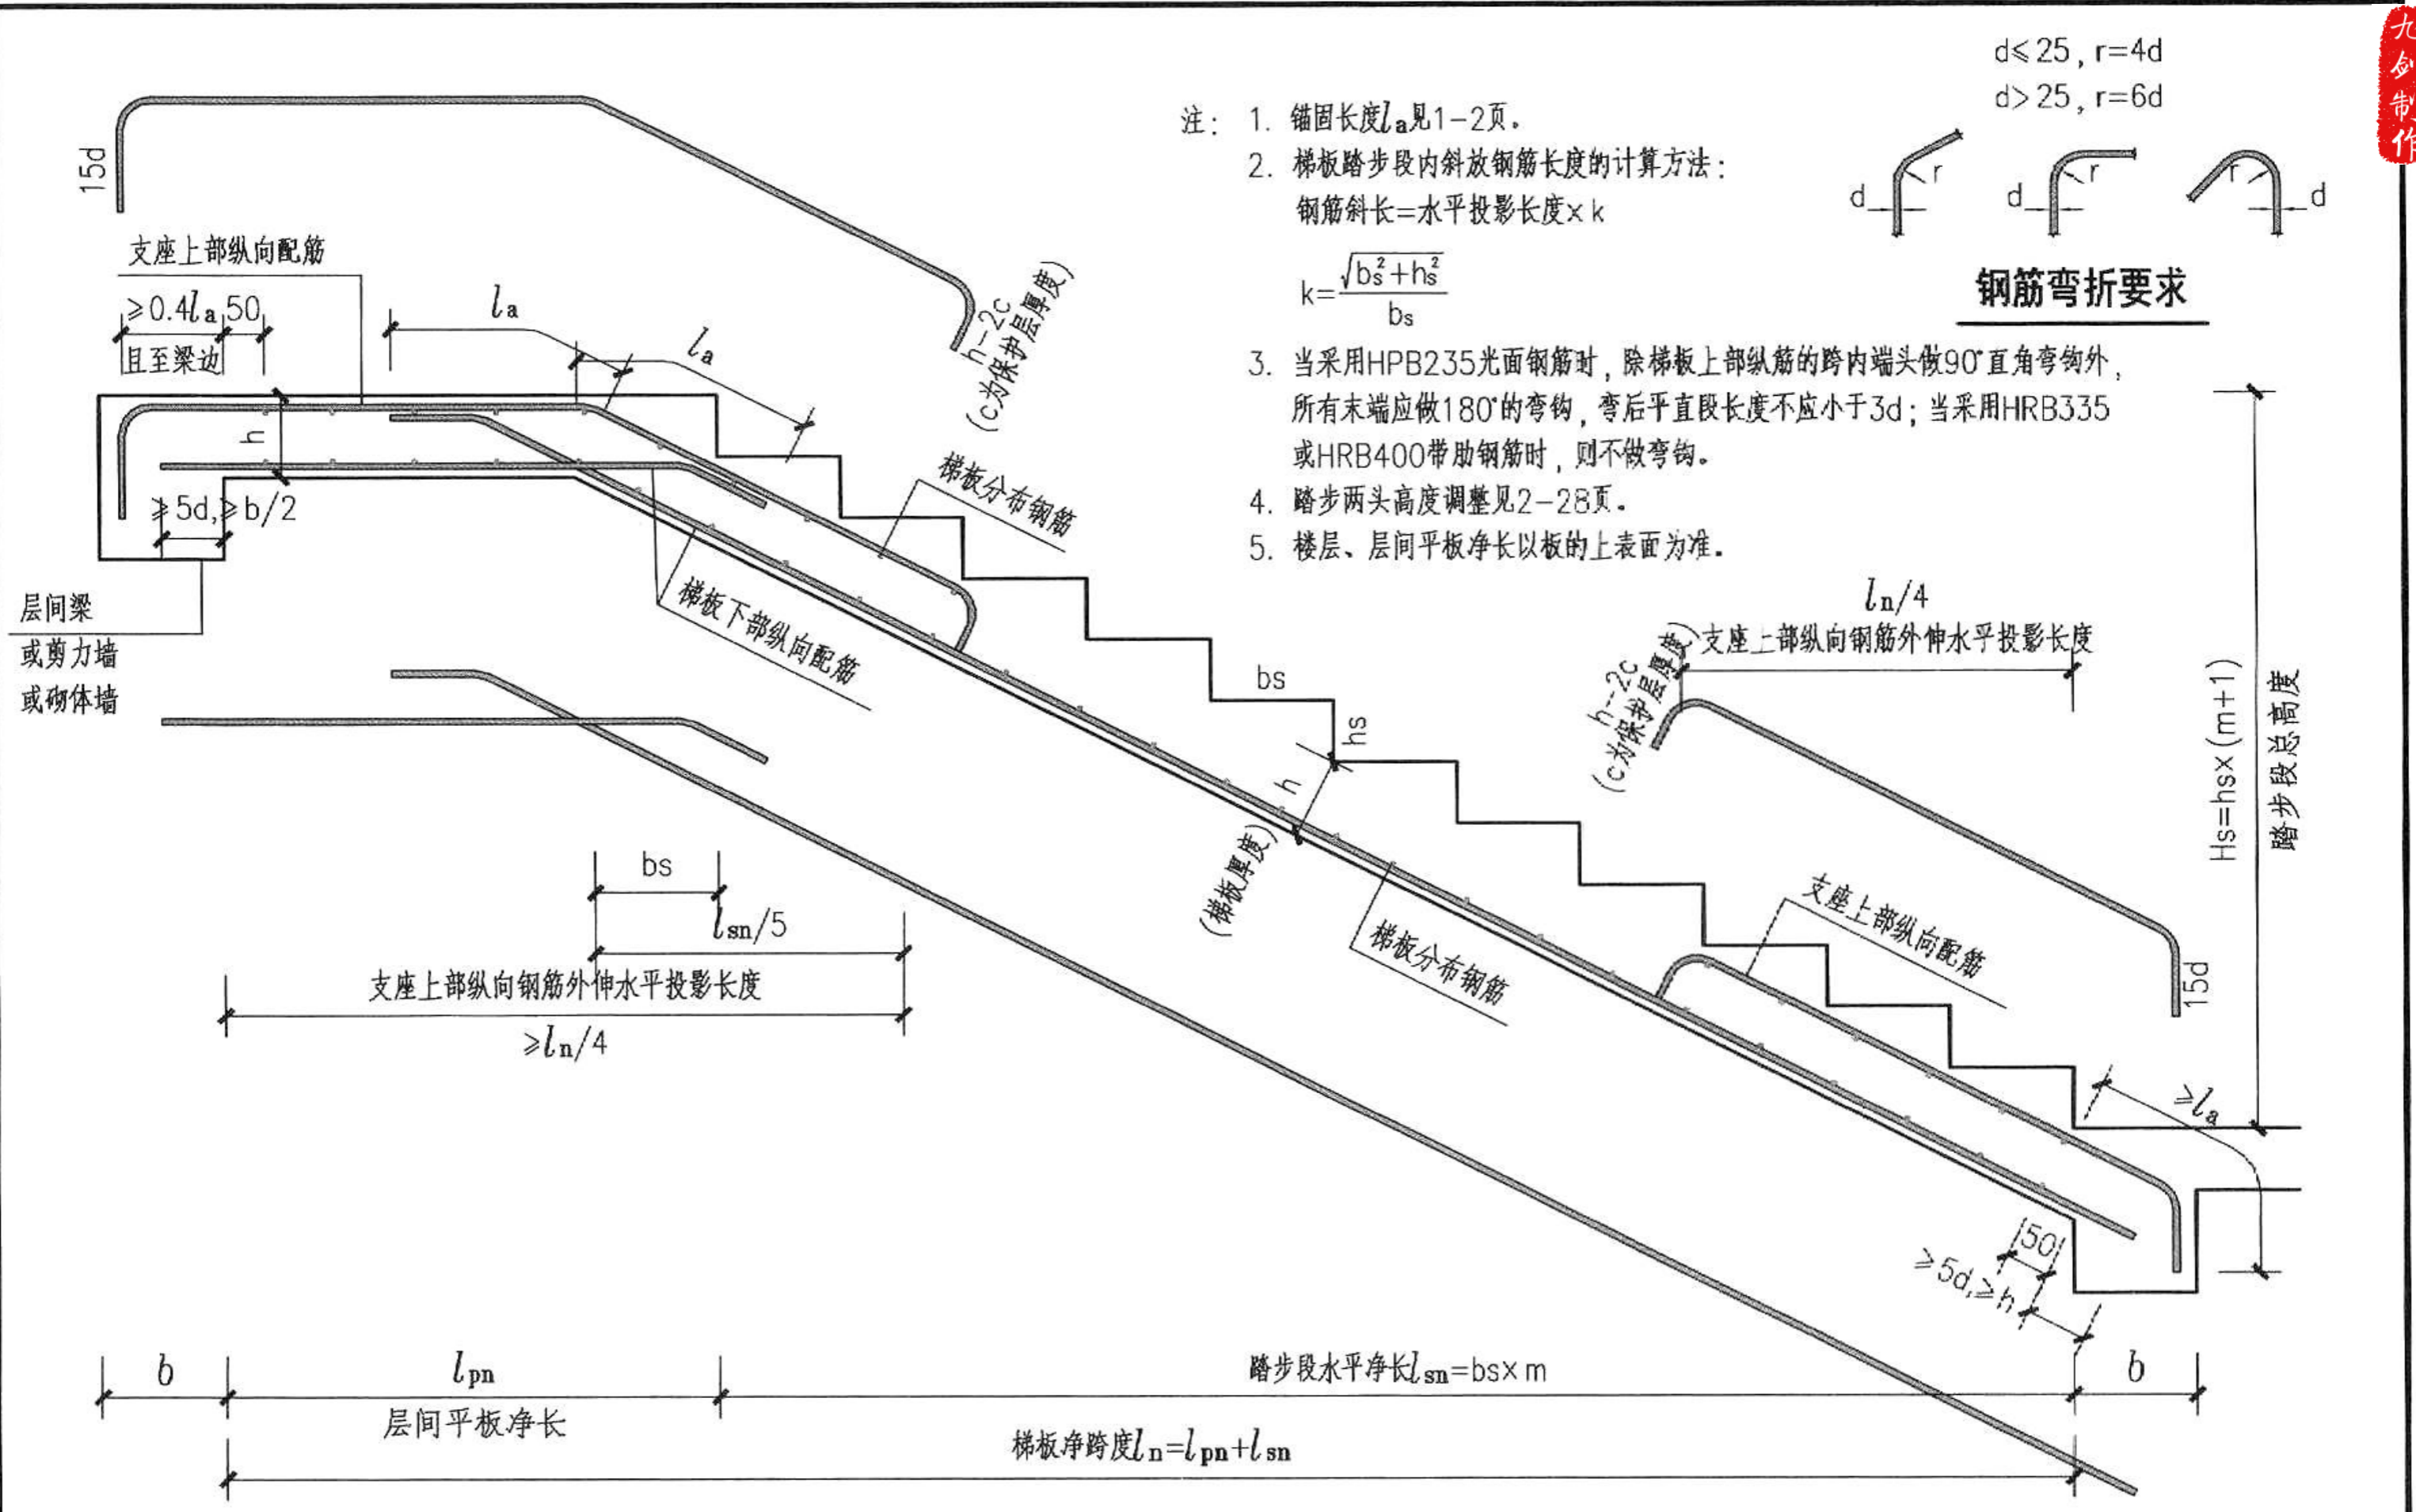 九剑制作
d≤25, r=4d
d>25, r=6d
注: 1. 锚固长度la见1-2页。
2. 梯板踏步段内斜放钢筋长度的计算方法:
钢筋斜长=水平投影长度×k
k=√(bs²+hs²)/bs
3. 当采用HPB235光面钢筋时, 除梯板上部纵筋的跨内端头做90°直角弯钩外,
所有末端应做180°的弯钩, 弯后平直段长度不应小于3d; 当采用HRB335
或HRB400带肋钢筋时, 则不做弯钩。
4. 踏步两头高度调整见2-28页。
5. 楼层、层间平板净长以板的上表面为准。
d r
d r
r d
钢筋弯折要求
15d
h-2c
(c为保护层厚度)
支座上部纵向配筋
≥0.4la 50
且至梁边
la
la
h
≥5d,≥b/2
梯板分布钢筋
梯板下部纵向配筋
层间梁
或剪力墙
或砌体墙
bs
hs
h
(梯板厚度)
ln/4
支座上部纵向钢筋外伸水平投影长度
h-2c
(c为保护层厚度)
15d
Hs=hs×(m+1)
踏步段总高度
bs
lsn/5
支座上部纵向钢筋外伸水平投影长度
≥ln/4
梯板分布钢筋
支座上部纵向配筋
≥la
50
≥5d,≥h
b
lpn
层间平板净长
踏步段水平净长lsn=bs×m
b
梯板净跨度ln=lpn+lsn